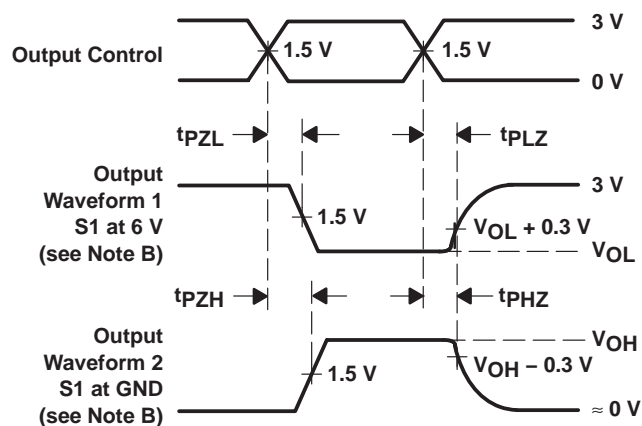 3 V
Output Control
1.5 V
1.5 V
0 V
tPZL
tPLZ
Output
Waveform 1
S1 at 6 V
(see Note B)
3 V
1.5 V
VOL + 0.3 V
VOL
tPZH
tPHZ
Output
Waveform 2
S1 at GND
(see Note B)
VOH
1.5 V
VOH − 0.3 V
≈ 0 V